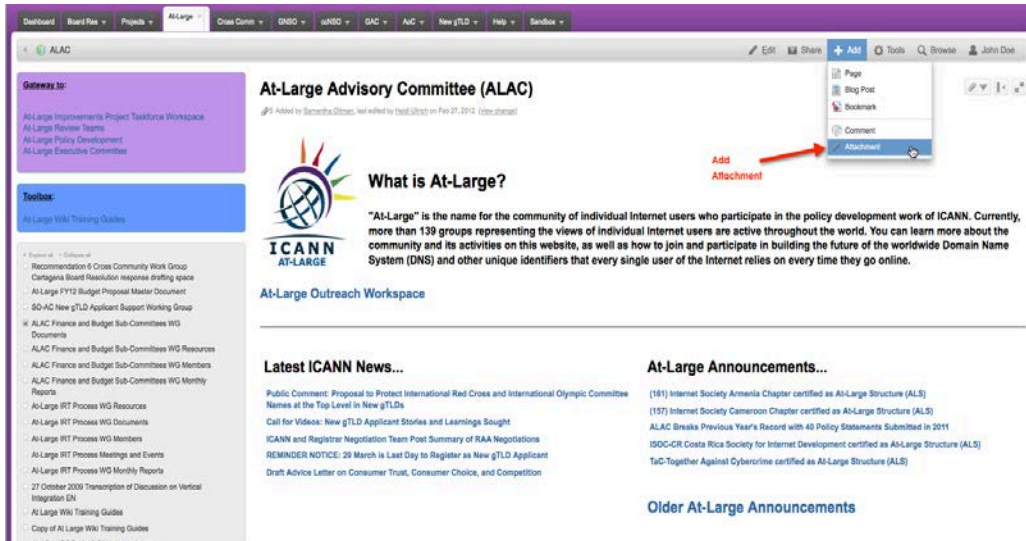 Dashboard Board Res Projects At-Large Cross Comm GNSO ccNSO GAC AoC New gTLD Help Sandbox
ALAC
Edit Share Add Tools Browse John Doe
Page
Blog Post
Bookmark
Comment
Attachment
Add
Attachment
Gateway to:
At-Large Improvements Project Taskforce Workspace
At-Large Review Teams
At-Large Policy Development
At-Large Executive Committee
Toolbox:
At-Large Wiki Training Guides
Expand all Collapse all
Recommendation 6 Cross Community Work Group
Cartagena Board Resolution response drafting space
At-Large FY12 Budget Proposal Master Document
SO-AC New gTLD Applicant Support Working Group
ALAC Finance and Budget Sub-Committees WG
Documents
ALAC Finance and Budget Sub-Committees WG Resources
ALAC Finance and Budget Sub-Committees WG Members
ALAC Finance and Budget Sub-Committees WG Monthly
Reports
At-Large IRT Process WG Resources
At-Large IRT Process WG Documents
At-Large IRT Process WG Members
At-Large IRT Process Meetings and Events
At-Large IRT Process WG Monthly Reports
27 October 2009 Transcription of Discussion on Vertical
Integration EN
At Large Wiki Training Guides
Copy of At Large Wiki Training Guides
At-Large Advisory Committee (ALAC)
5 Added by Samantha Ditman, last edited by Heidi Ullrich on Feb 27, 2012 (view change)
ICANN
AT-LARGE
What is At-Large?
"At-Large" is the name for the community of individual Internet users who participate in the policy development work of ICANN. Currently,
more than 139 groups representing the views of individual Internet users are active throughout the world. You can learn more about the
community and its activities on this website, as well as how to join and participate in building the future of the worldwide Domain Name
System (DNS) and other unique identifiers that every single user of the Internet relies on every time they go online.
At-Large Outreach Workspace
Latest ICANN News...
Public Comment: Proposal to Protect International Red Cross and International Olympic Committee
Names at the Top Level in New gTLDs
Call for Videos: New gTLD Applicant Stories and Learnings Sought
ICANN and Registrar Negotiation Team Post Summary of RAA Negotiations
REMINDER NOTICE: 29 March is Last Day to Register as New gTLD Applicant
Draft Advice Letter on Consumer Trust, Consumer Choice, and Competition
At-Large Announcements...
(161) Internet Society Armenia Chapter certified as At-Large Structure (ALS)
(157) Internet Society Cameroon Chapter certified as At-Large Structure (ALS)
ALAC Breaks Previous Year's Record with 40 Policy Statements Submitted in 2011
ISOC-CR Costa Rica Society for Internet Development certified as At-Large Structure (ALS)
TaC-Together Against Cybercrime certified as At-Large Structure (ALS)
Older At-Large Announcements